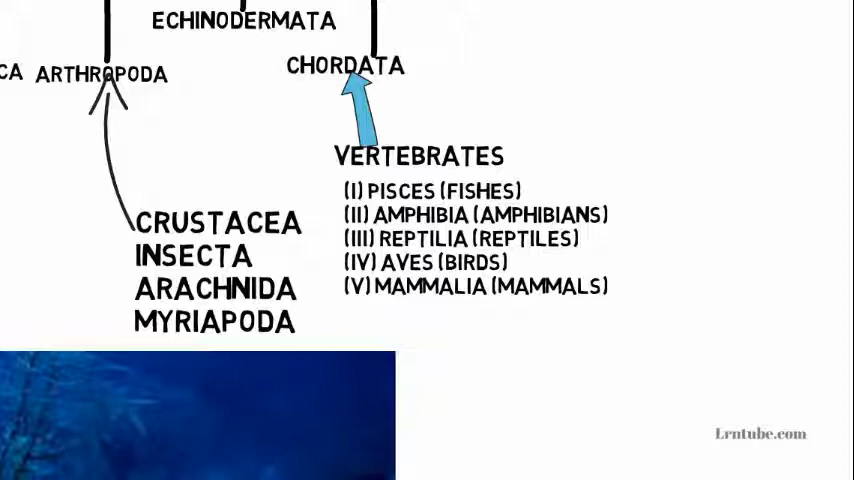 ECHINODERMATA
CA ARTHROPODA
CHORDATA
VERTEBRATES
(I) PISCES (FISHES)
(II) AMPHIBIA (AMPHIBIANS)
(III) REPTILIA (REPTILES)
(IV) AVES (BIRDS)
(V) MAMMALIA (MAMMALS)
CRUSTACEA
INSECTA
ARACHNIDA
MYRIAPODA
Lrntube.com